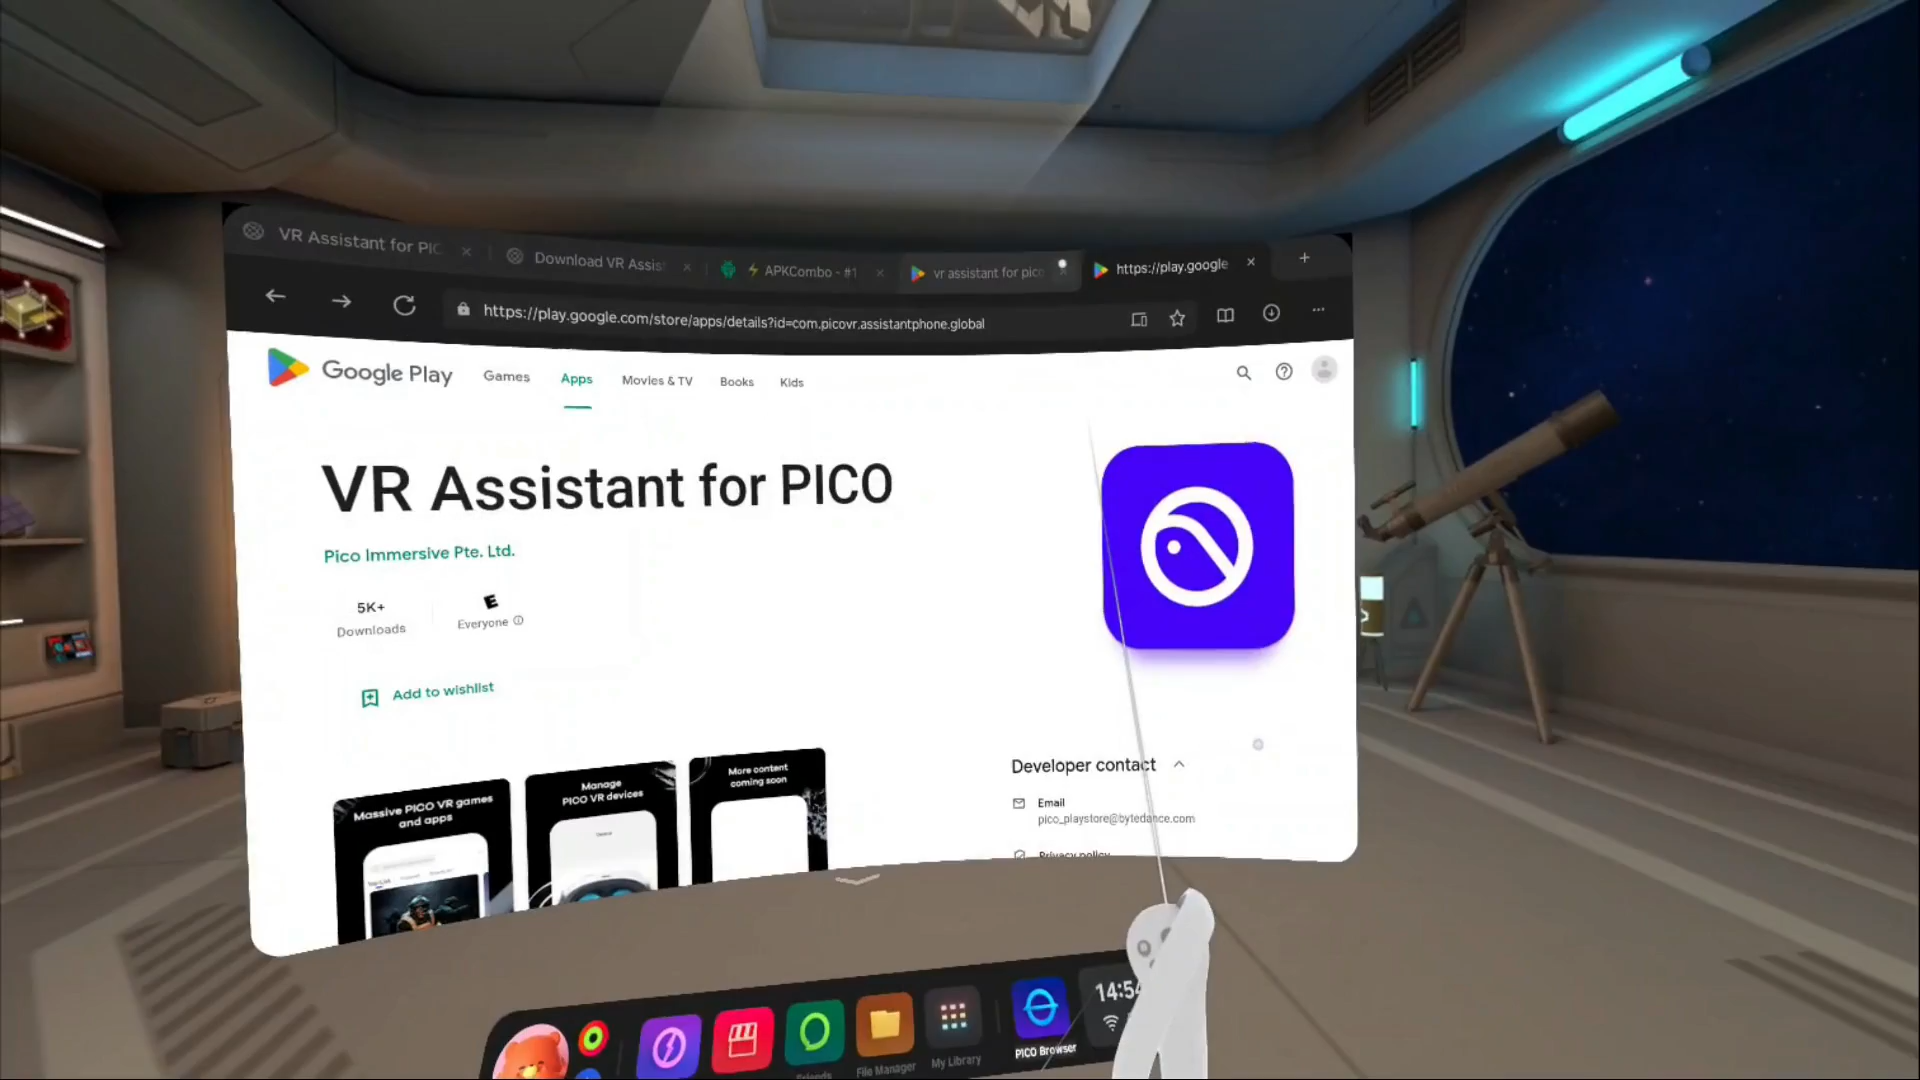 VR Assistant for PIC
Download VR Assist
APKCombo - #1
vr assistant for pico
https://play.google
https://play.google.com/store/apps/details?id=com.picovr.assistantphone.global
Google Play
Games
Apps
Movies & TV
Books
Kids
VR Assistant for PICO
Pico Immersive Pte. Ltd.
5K+
Downloads
E
Everyone
Add to wishlist
Massive PICO VR games
and apps
Manage
PICO VR devices
More content
coming soon
Developer contact
Email
pico_playstore@bytedance.com
Privacy policy
Friends
File Manager
My Library
PICO Browser
14:54